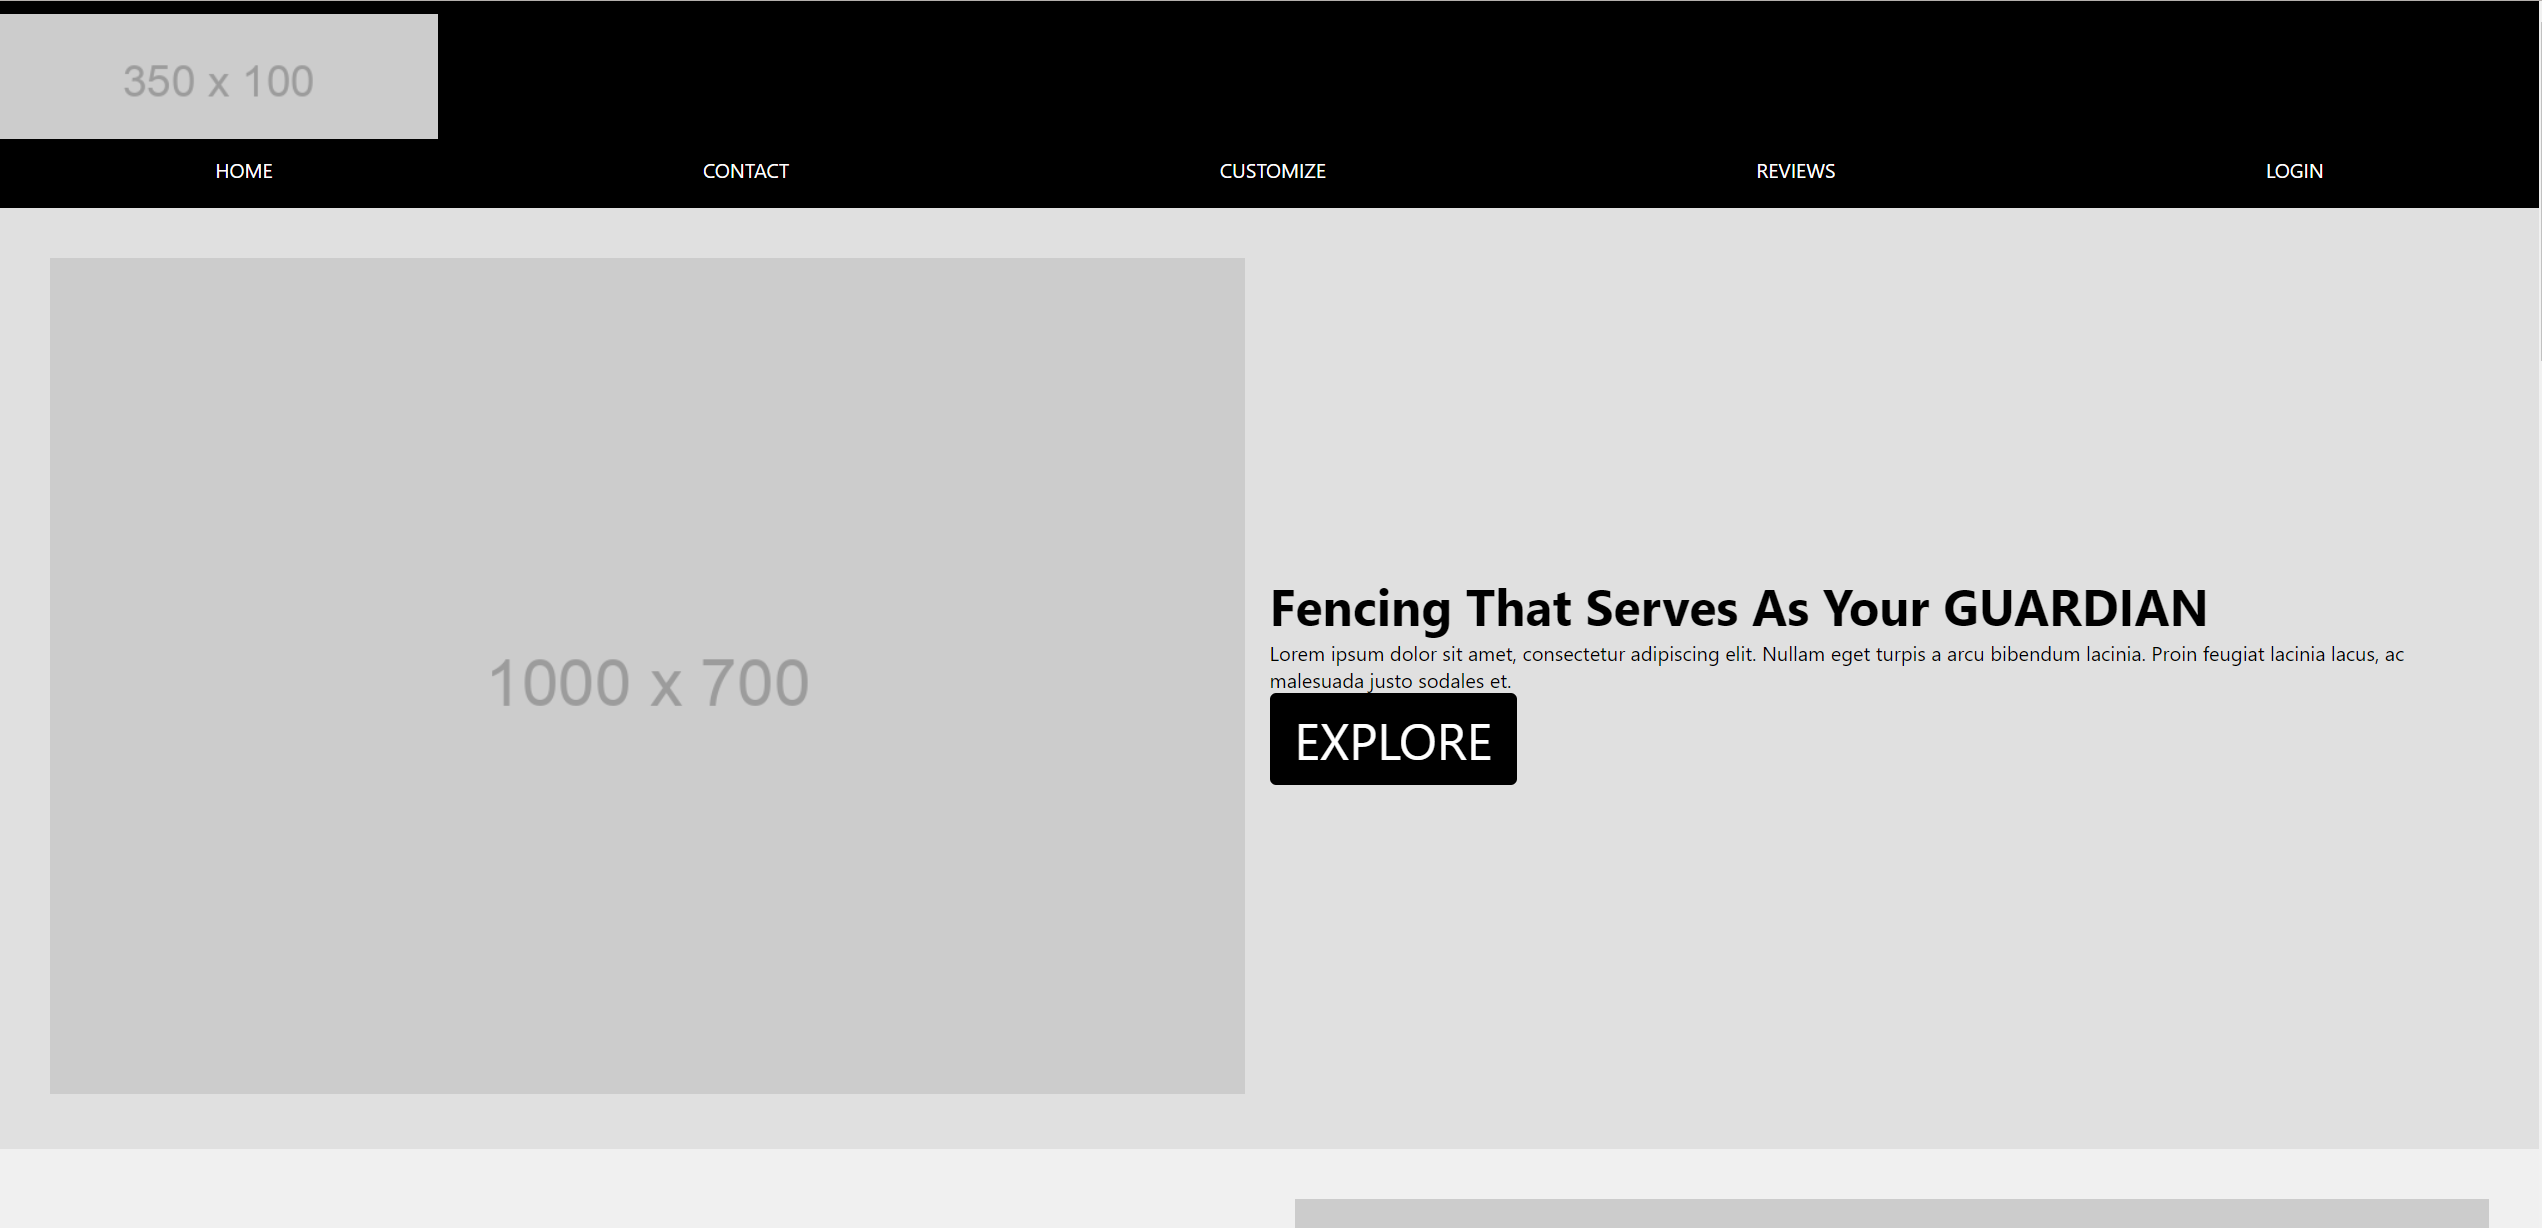 350 x 100
HOME CONTACT CUSTOMIZE REVIEWS LOGIN
1000 x 700
Fencing That Serves As Your GUARDIAN
Lorem ipsum dolor sit amet, consectetur adipiscing elit. Nullam eget turpis a arcu bibendum lacinia. Proin feugiat lacinia lacus, ac
malesuada justo sodales et.
EXPLORE